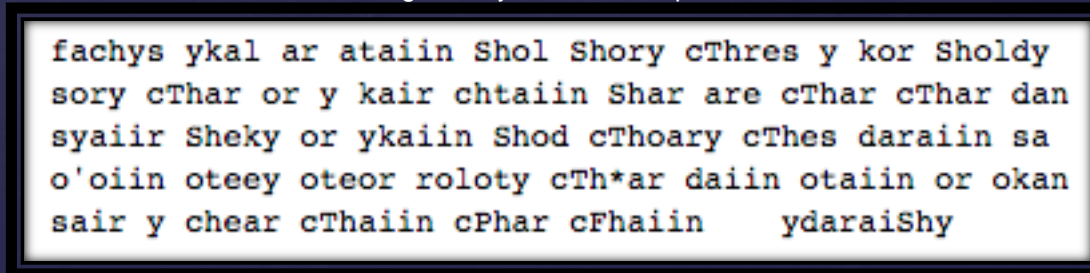 fachys ykal ar ataiin Shol Shory cThres y kor Sholdy
sory cThar or y kair chtaiin Shar are cThar cThar dan
syaiir Sheky or ykaiin Shod cThoary cThes daraiin sa
o'oiin oteey oteor roloty cTh*ar daiin otaiin or okan
sair y chear cThaiin cPhar cFhaiin ydaraiShy